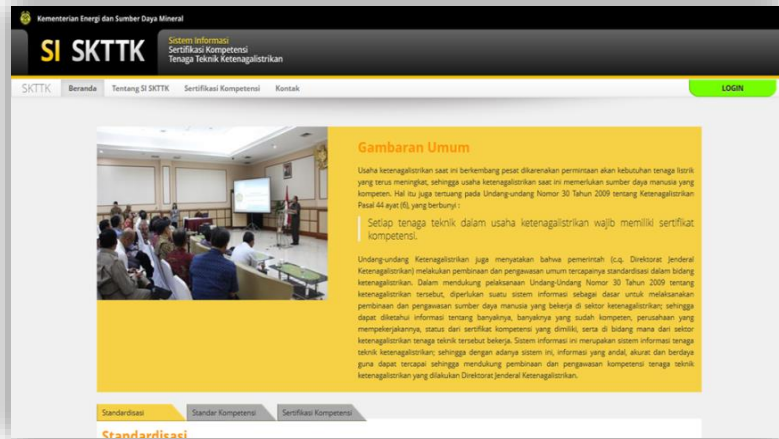 Kementerian Energi dan Sumber Daya Mineral
SI SKTTK
Sistem Informasi
Sertifikasi Kompetensi
Tenaga Teknik Ketenagalistrikan
SKTTK Beranda Tentang SI SKTTK Sertifikasi Kompetensi Kontak LOGIN
Gambaran Umum
Usaha ketenagalistrikan saat ini berkembang pesat dikarenakan permintaan akan kebutuhan tenaga listrik
yang terus meningkat, sehingga usaha ketenagalistrikan saat ini memerlukan sumber daya manusia yang
kompeten. Hal itu juga tertuang pada Undang-undang Nomor 30 Tahun 2009 tentang Ketenagalistrikan
Pasal 44 ayat (6), yang berbunyi :
Setiap tenaga teknik dalam usaha ketenagalistrikan wajib memiliki sertifikat
kompetensi.
Undang-undang Ketenagalistrikan juga menyatakan bahwa pemerintah (c.q. Direktorat Jenderal
Ketenagalistrikan) melakukan pembinaan dan pengawasan umum tercapainya standardisasi dalam bidang
ketenagalistrikan. Dalam mendukung pelaksanaan Undang-Undang Nomor 30 Tahun 2009 tentang
ketenagalistrikan tersebut, diperlukan suatu sistem informasi sebagai dasar untuk melaksanakan
pembinaan dan pengawasan sumber daya manusia yang bekerja di sektor ketenagalistrikan; sehingga
dapat diketahui informasi tentang banyaknya, banyaknya yang sudah kompeten, perusahaan yang
mempekerjakannya, status dari sertifikat kompetensi yang dimiliki, serta di bidang mana dari sektor
ketenagalistrikan tenaga teknik tersebut bekerja. Sistem informasi ini merupakan sistem informasi tenaga
teknik ketenagalistrikan; sehingga dengan adanya sistem ini, informasi yang andal, akurat dan berdaya
guna dapat tercapai sehingga mendukung pembinaan dan pengawasan kompetensi tenaga teknik
ketenagalistrikan yang dilakukan Direktorat Jenderal Ketenagalistrikan.
Standardisasi Standar Kompetensi Sertifikasi Kompetensi
Standardisasi